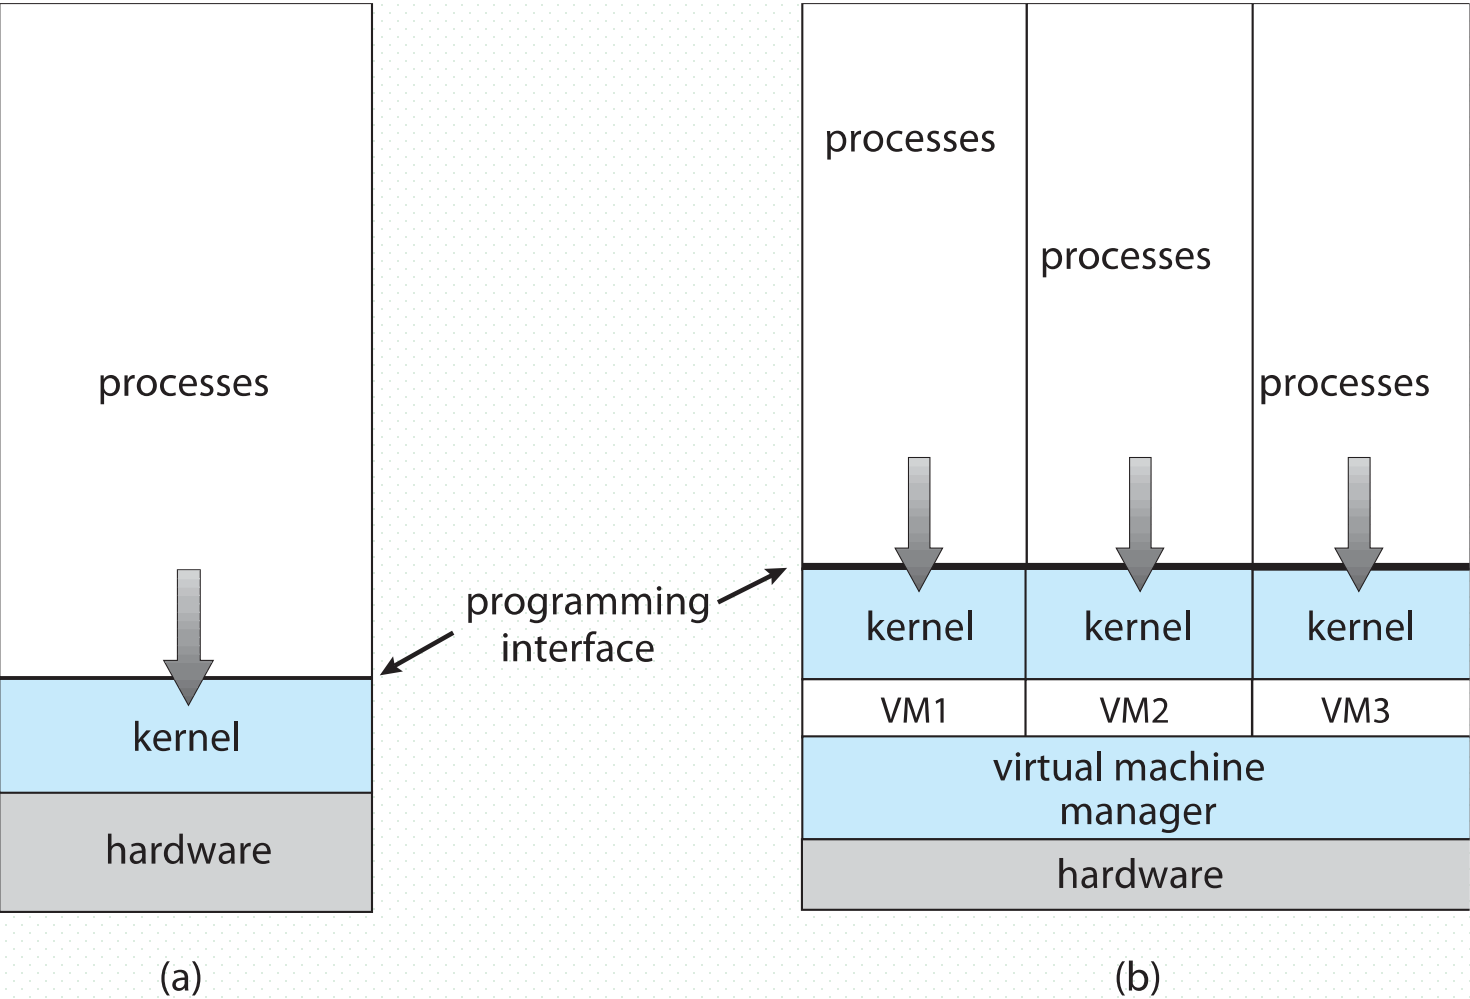 processes
kernel
hardware
(a)
programming
interface
processes
processes
processes
kernel
kernel
kernel
VM1
VM2
VM3
virtual machine
manager
hardware
(b)